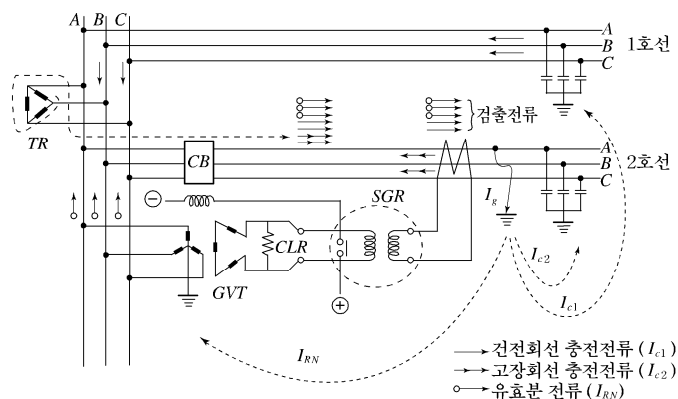 A B C
A
B 1호선
C
TR
검출전류
CB
A
B 2호선
C
SGR
I_g
CLR
GVT
I_c2
I_c1
I_RN
건전회선 충전전류 (I_c1)
고장회선 충전전류 (I_c2)
유효분 전류 (I_RN)